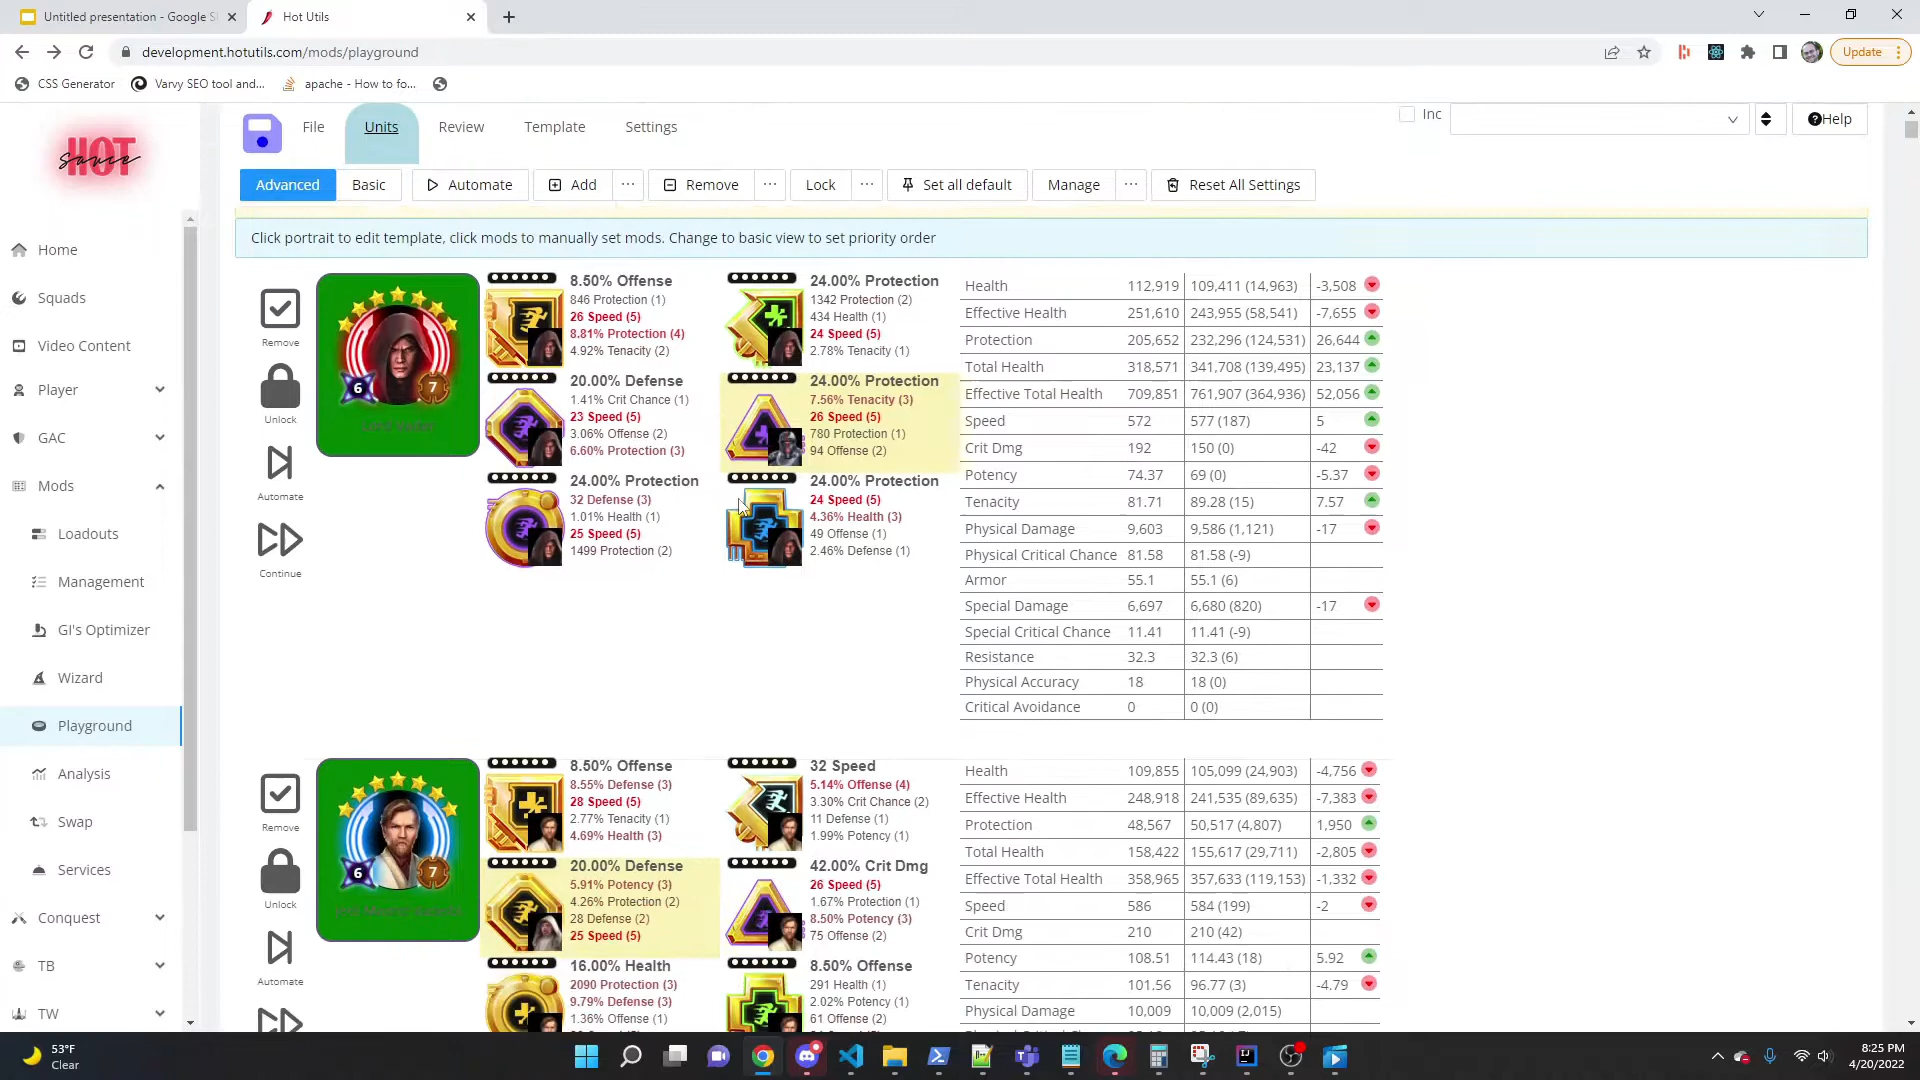 Untitled presentation - Google S
Hot Utils
development.hotutils.com/mods/playground
Update
CSS Generator
Varvy SEO tool and...
apache - How to fo...
HOT
sauce
File
Units
Review
Template
Settings
Inc
Help
Advanced
Basic
Automate
Add
Remove
Lock
Set all default
Manage
Reset All Settings
Click portrait to edit template, click mods to manually set mods. Change to basic view to set priority order
Home
Squads
Video Content
Player
GAC
Mods
Loadouts
Management
GI's Optimizer
Wizard
Playground
Analysis
Swap
Services
Conquest
TB
TW
Remove
Unlock
Automate
Continue
6
7
8.50% Offense
846 Protection (1)
26 Speed (5)
8.81% Protection (4)
4.92% Tenacity (2)
24.00% Protection
1342 Protection (2)
434 Health (1)
24 Speed (5)
2.78% Tenacity (1)
20.00% Defense
1.41% Crit Chance (1)
23 Speed (5)
3.06% Offense (2)
6.60% Protection (3)
24.00% Protection
7.56% Tenacity (3)
26 Speed (5)
780 Protection (1)
94 Offense (2)
24.00% Protection
32 Defense (3)
1.01% Health (1)
25 Speed (5)
1499 Protection (2)
24.00% Protection
24 Speed (5)
4.36% Health (3)
49 Offense (1)
2.46% Defense (1)
Health 112,919 109,411 (14,963) -3,508
Effective Health 251,610 243,955 (58,541) -7,655
Protection 205,652 232,296 (124,531) 26,644
Total Health 318,571 341,708 (139,495) 23,137
Effective Total Health 709,851 761,907 (364,936) 52,056
Speed 572 577 (187) 5
Crit Dmg 192 150 (0) -42
Potency 74.37 69 (0) -5.37
Tenacity 81.71 89.28 (15) 7.57
Physical Damage 9,603 9,586 (1,121) -17
Physical Critical Chance 81.58 81.58 (-9)
Armor 55.1 55.1 (6)
Special Damage 6,697 6,680 (820) -17
Special Critical Chance 11.41 11.41 (-9)
Resistance 32.3 32.3 (6)
Physical Accuracy 18 18 (0)
Critical Avoidance 0 0 (0)
Remove
Unlock
Automate
6
7
8.50% Offense
8.55% Defense (3)
28 Speed (5)
2.77% Tenacity (1)
4.69% Health (3)
32 Speed
5.14% Offense (4)
3.30% Crit Chance (2)
11 Defense (1)
1.99% Potency (1)
20.00% Defense
5.91% Potency (3)
4.26% Protection (2)
28 Defense (2)
25 Speed (5)
42.00% Crit Dmg
26 Speed (5)
1.67% Protection (1)
8.50% Potency (3)
75 Offense (2)
16.00% Health
2090 Protection (3)
9.79% Defense (3)
1.36% Offense (1)
8.50% Offense
291 Health (1)
2.02% Potency (1)
61 Offense (2)
Health 109,855 105,099 (24,903) -4,756
Effective Health 248,918 241,535 (89,635) -7,383
Protection 48,567 50,517 (4,807) 1,950
Total Health 158,422 155,617 (29,711) -2,805
Effective Total Health 358,965 357,633 (119,153) -1,332
Speed 586 584 (199) -2
Crit Dmg 210 210 (42)
Potency 108.51 114.43 (18) 5.92
Tenacity 101.56 96.77 (3) -4.79
Physical Damage 10,009 10,009 (2,015)
53°F
Clear
8:25 PM
4/20/2022